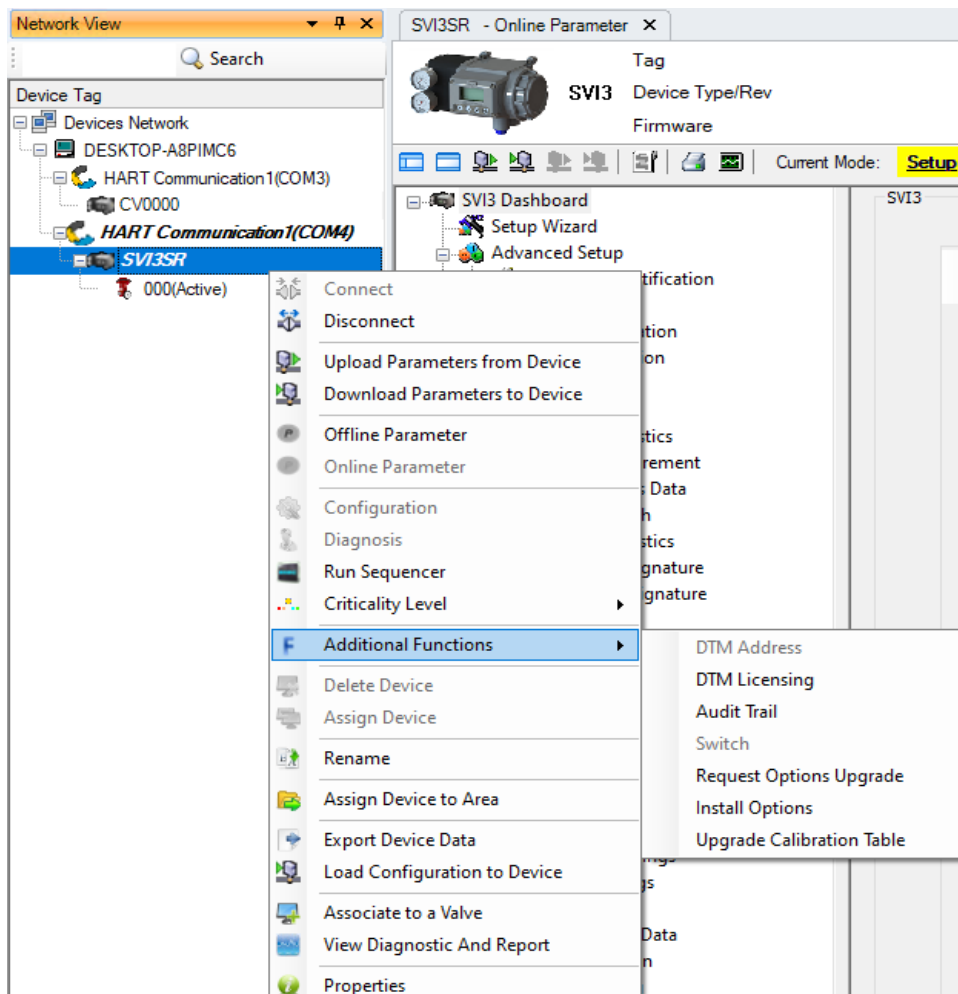 Network View
Search
Device Tag
Devices Network
DESKTOP-A8PIMC6
HART Communication1(COM3)
CV0000
HART Communication1(COM4)
SVI3SR
000(Active)
SVI3SR - Online Parameter
SVI3
Tag
Device Type/Rev
Firmware
Current Mode: Setup
SVI3 Dashboard
Setup Wizard
Advanced Setup
SVI3
Connect
Disconnect
Upload Parameters from Device
Download Parameters to Device
Offline Parameter
Online Parameter
Configuration
Diagnosis
Run Sequencer
Criticality Level
Additional Functions
Delete Device
Assign Device
Rename
Assign Device to Area
Export Device Data
Load Configuration to Device
Associate to a Valve
View Diagnostic And Report
Properties
tification
ation
on
stics
rement
s Data
h
stics
gnature
ignature
DTM Address
DTM Licensing
Audit Trail
Switch
Request Options Upgrade
Install Options
Upgrade Calibration Table
gs
Data
n